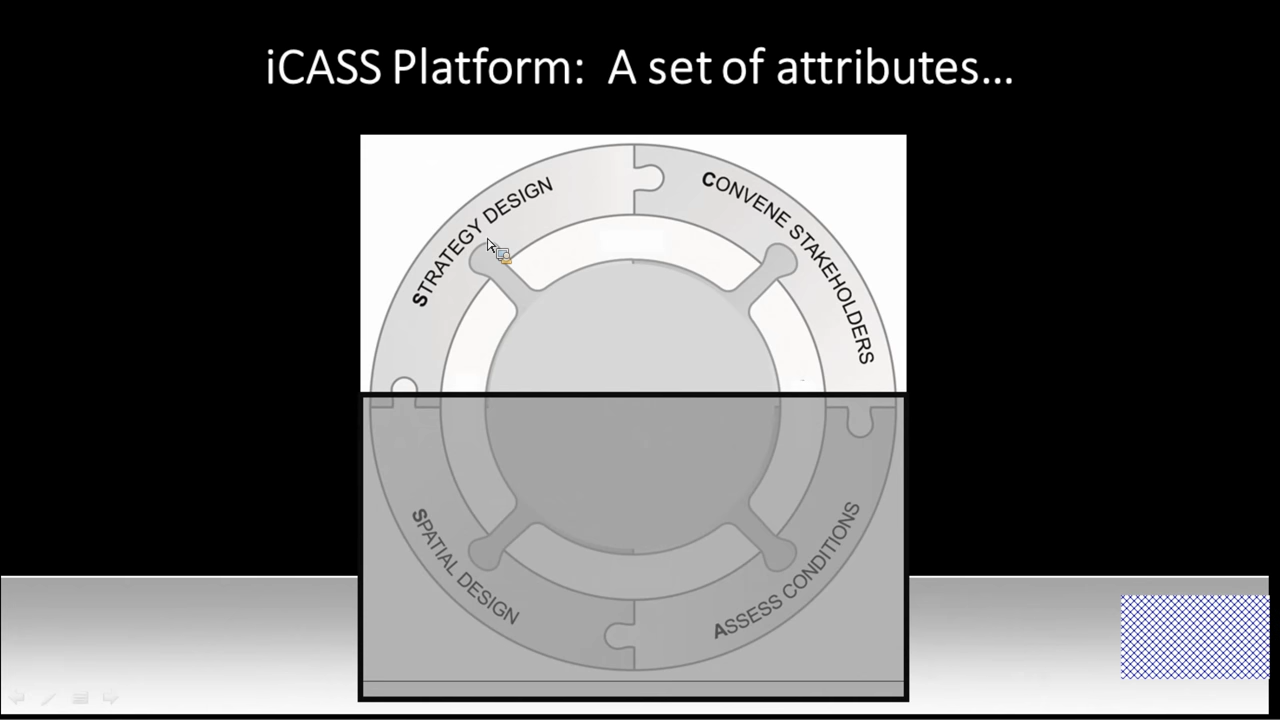 iCASS Platform:  A set of attributes…
STRATEGY DESIGN
CONVENE STAKEHOLDERS
SPATIAL DESIGN
ASSESS CONDITIONS